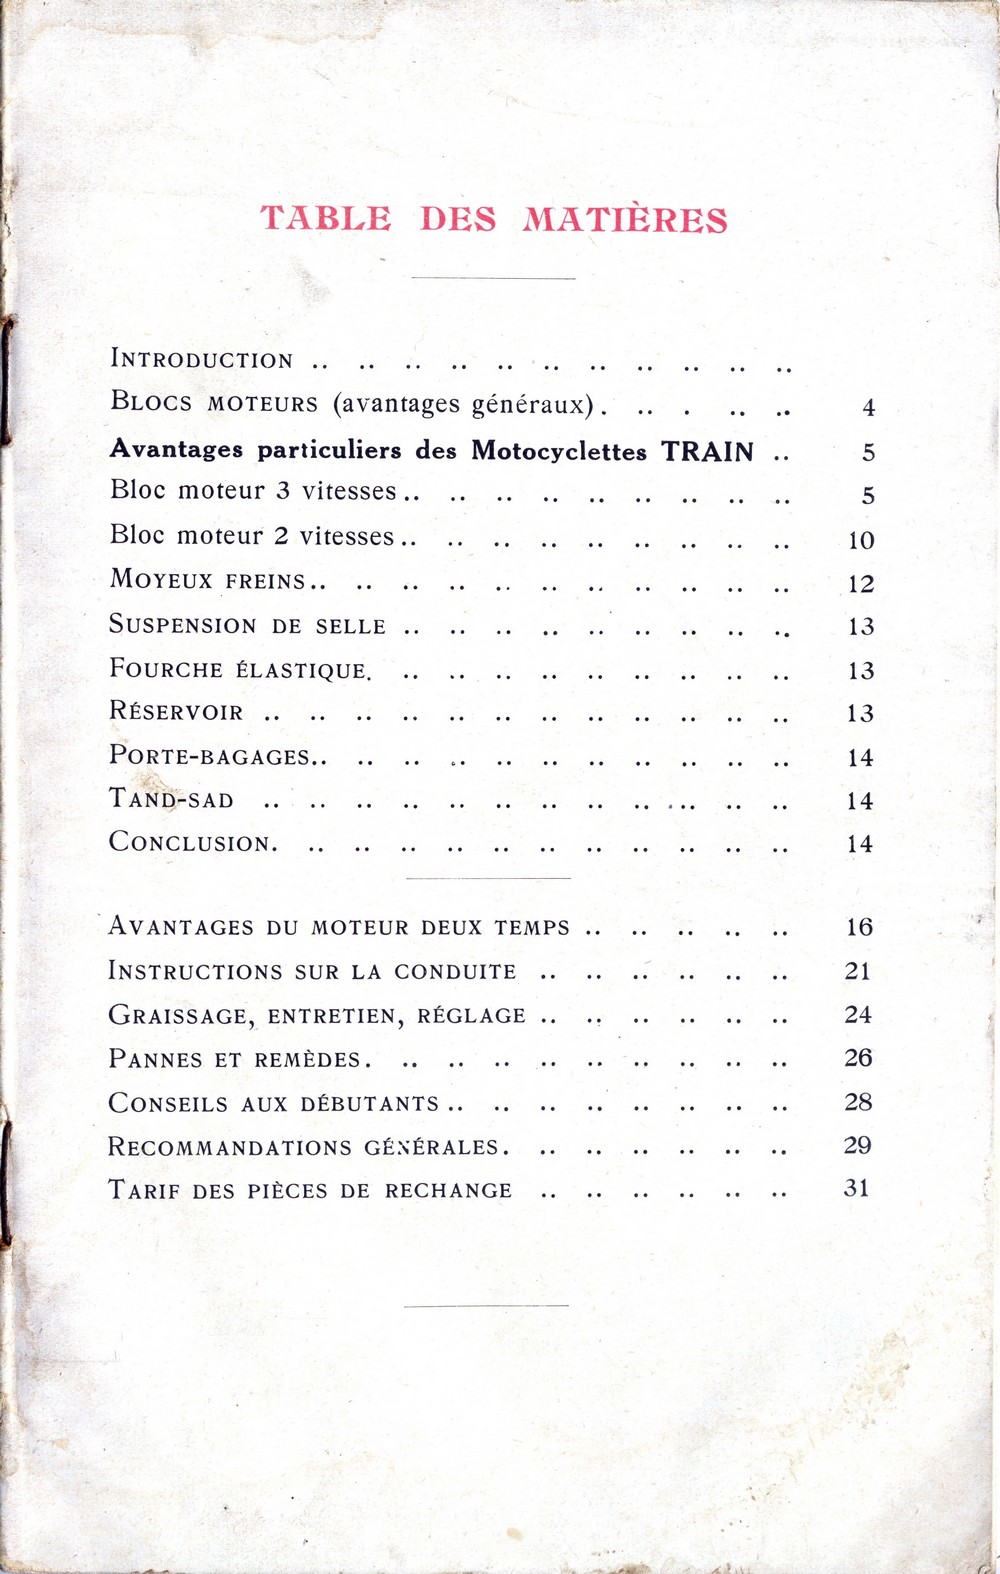 TABLE DES MATIÈRES
INTRODUCTION .. .. .. .. .. .. .. .. .. .. ..
BLOCS MOTEURS (avantages généraux). .. . .. .. 4
Avantages particuliers des Motocyclettes TRAIN .. 5
Bloc moteur 3 vitesses .. .. .. .. .. .. .. .. .. 5
Bloc moteur 2 vitesses .. .. .. .. .. .. .. .. .. 10
MOYEUX FREINS .. .. .. .. .. .. .. .. .. .. .. 12
SUSPENSION DE SELLE .. .. .. .. .. .. .. .. .. 13
FOURCHE ÉLASTIQUE. .. .. .. .. .. .. .. .. .. 13
RÉSERVOIR .. .. .. .. .. .. .. .. .. .. .. .. 13
PORTE-BAGAGES .. .. .. .. .. .. .. .. .. .. .. 14
TAND-SAD .. .. .. .. .. .. .. .. .. .. .. .. 14
CONCLUSION. .. .. .. .. .. .. .. .. .. .. .. 14
AVANTAGES DU MOTEUR DEUX TEMPS .. .. .. .. .. 16
INSTRUCTIONS SUR LA CONDUITE .. .. .. .. .. .. 21
GRAISSAGE, ENTRETIEN, RÉGLAGE .. .. .. .. .. .. 24
PANNES ET REMÈDES. .. .. .. .. .. .. .. .. .. 26
CONSEILS AUX DÉBUTANTS .. .. .. .. .. .. .. .. 28
RECOMMANDATIONS GÉNÉRALES. .. .. .. .. .. .. 29
TARIF DES PIÈCES DE RECHANGE .. .. .. .. .. .. 31